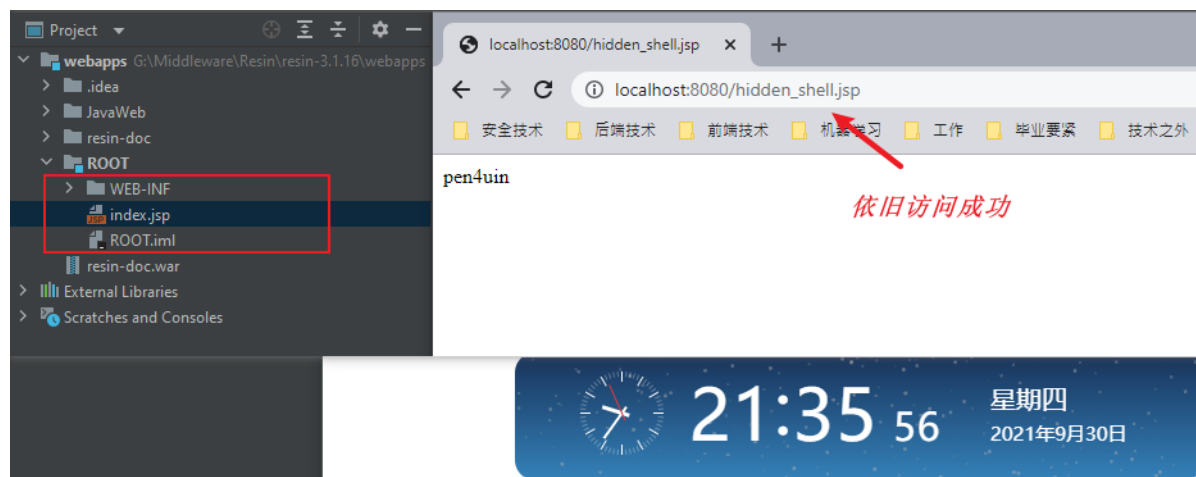 Project
webapps G:\Middleware\Resin\resin-3.1.16\webapps
.idea
JavaWeb
resin-doc
ROOT
WEB-INF
index.jsp
ROOT.iml
resin-doc.war
External Libraries
Scratches and Consoles
localhost:8080/hidden_shell.jsp
localhost:8080/hidden_shell.jsp
安全技术 后端技术 前端技术 机器学习 工作 毕业要紧 技术之外
pen4uin
依旧访问成功
21:35 56
星期四
2021年9月30日